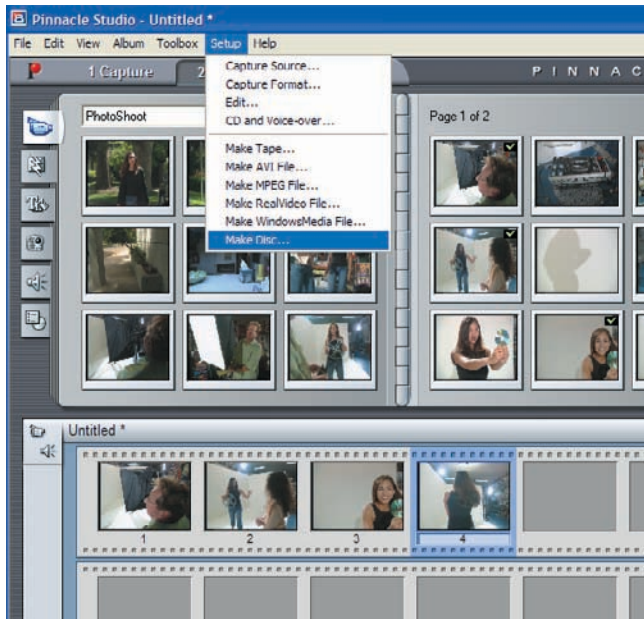 Pinnacle Studio - Untitled *
File Edit View Album Toolbox Setup Help
1 Capture 2
P I N N A C
Capture Source...
Capture Format...
Edit...
CD and Voice-over...
Make Tape...
Make AVI File...
Make MPEG File...
Make RealVideo File...
Make WindowsMedia File...
Make Disc...
PhotoShoot
Page 1 of 2
Untitled *
1 2 3 4